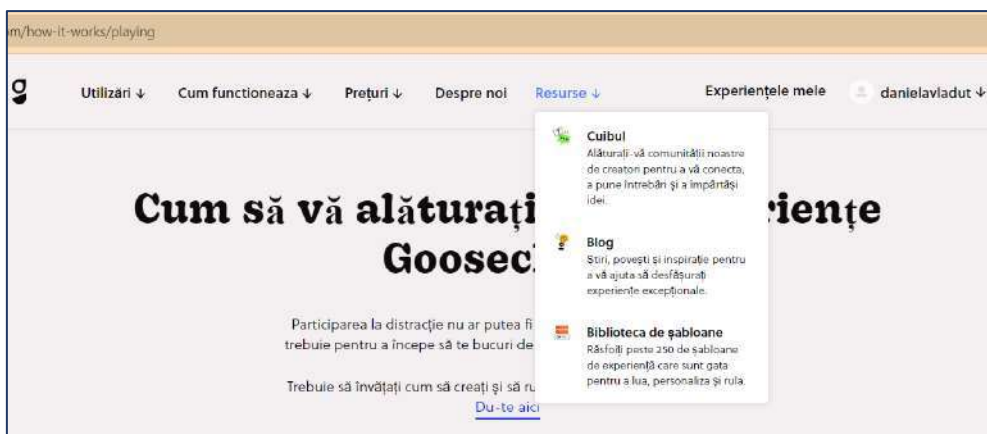 m/how-it-works/playing
g Utilizări ↓ Cum functioneaza ↓ Prețuri ↓ Despre noi Resurse ↓ Experiențele mele danielavladut ↓
Cuibul
Alăturați-vă comunității noastre
de creatori pentru a vă conecta,
a pune întrebări și a împărtăși
idei.
Blog
Știri, povești și inspirație pentru
a vă ajuta să desfășurați
experiențe excepționale.
Biblioteca de șabloane
Răsfoiți peste 250 de șabloane
de experiență care sunt gata
pentru a lua, personaliza și rula.
Cum să vă alăturați riențe
Goosec
Participarea la distracție nu ar putea fi
trebuie pentru a începe să te bucuri de
Trebuie să învățați cum să creați și să ru
Du-te aici